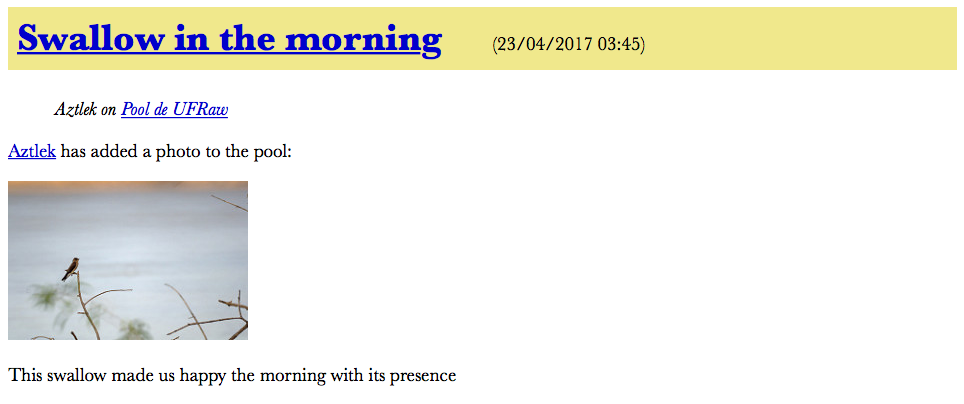 Swallow in the morning (23/04/2017 03:45)
Aztlek on Pool de UFRaw
Aztlek has added a photo to the pool:
This swallow made us happy the morning with its presence